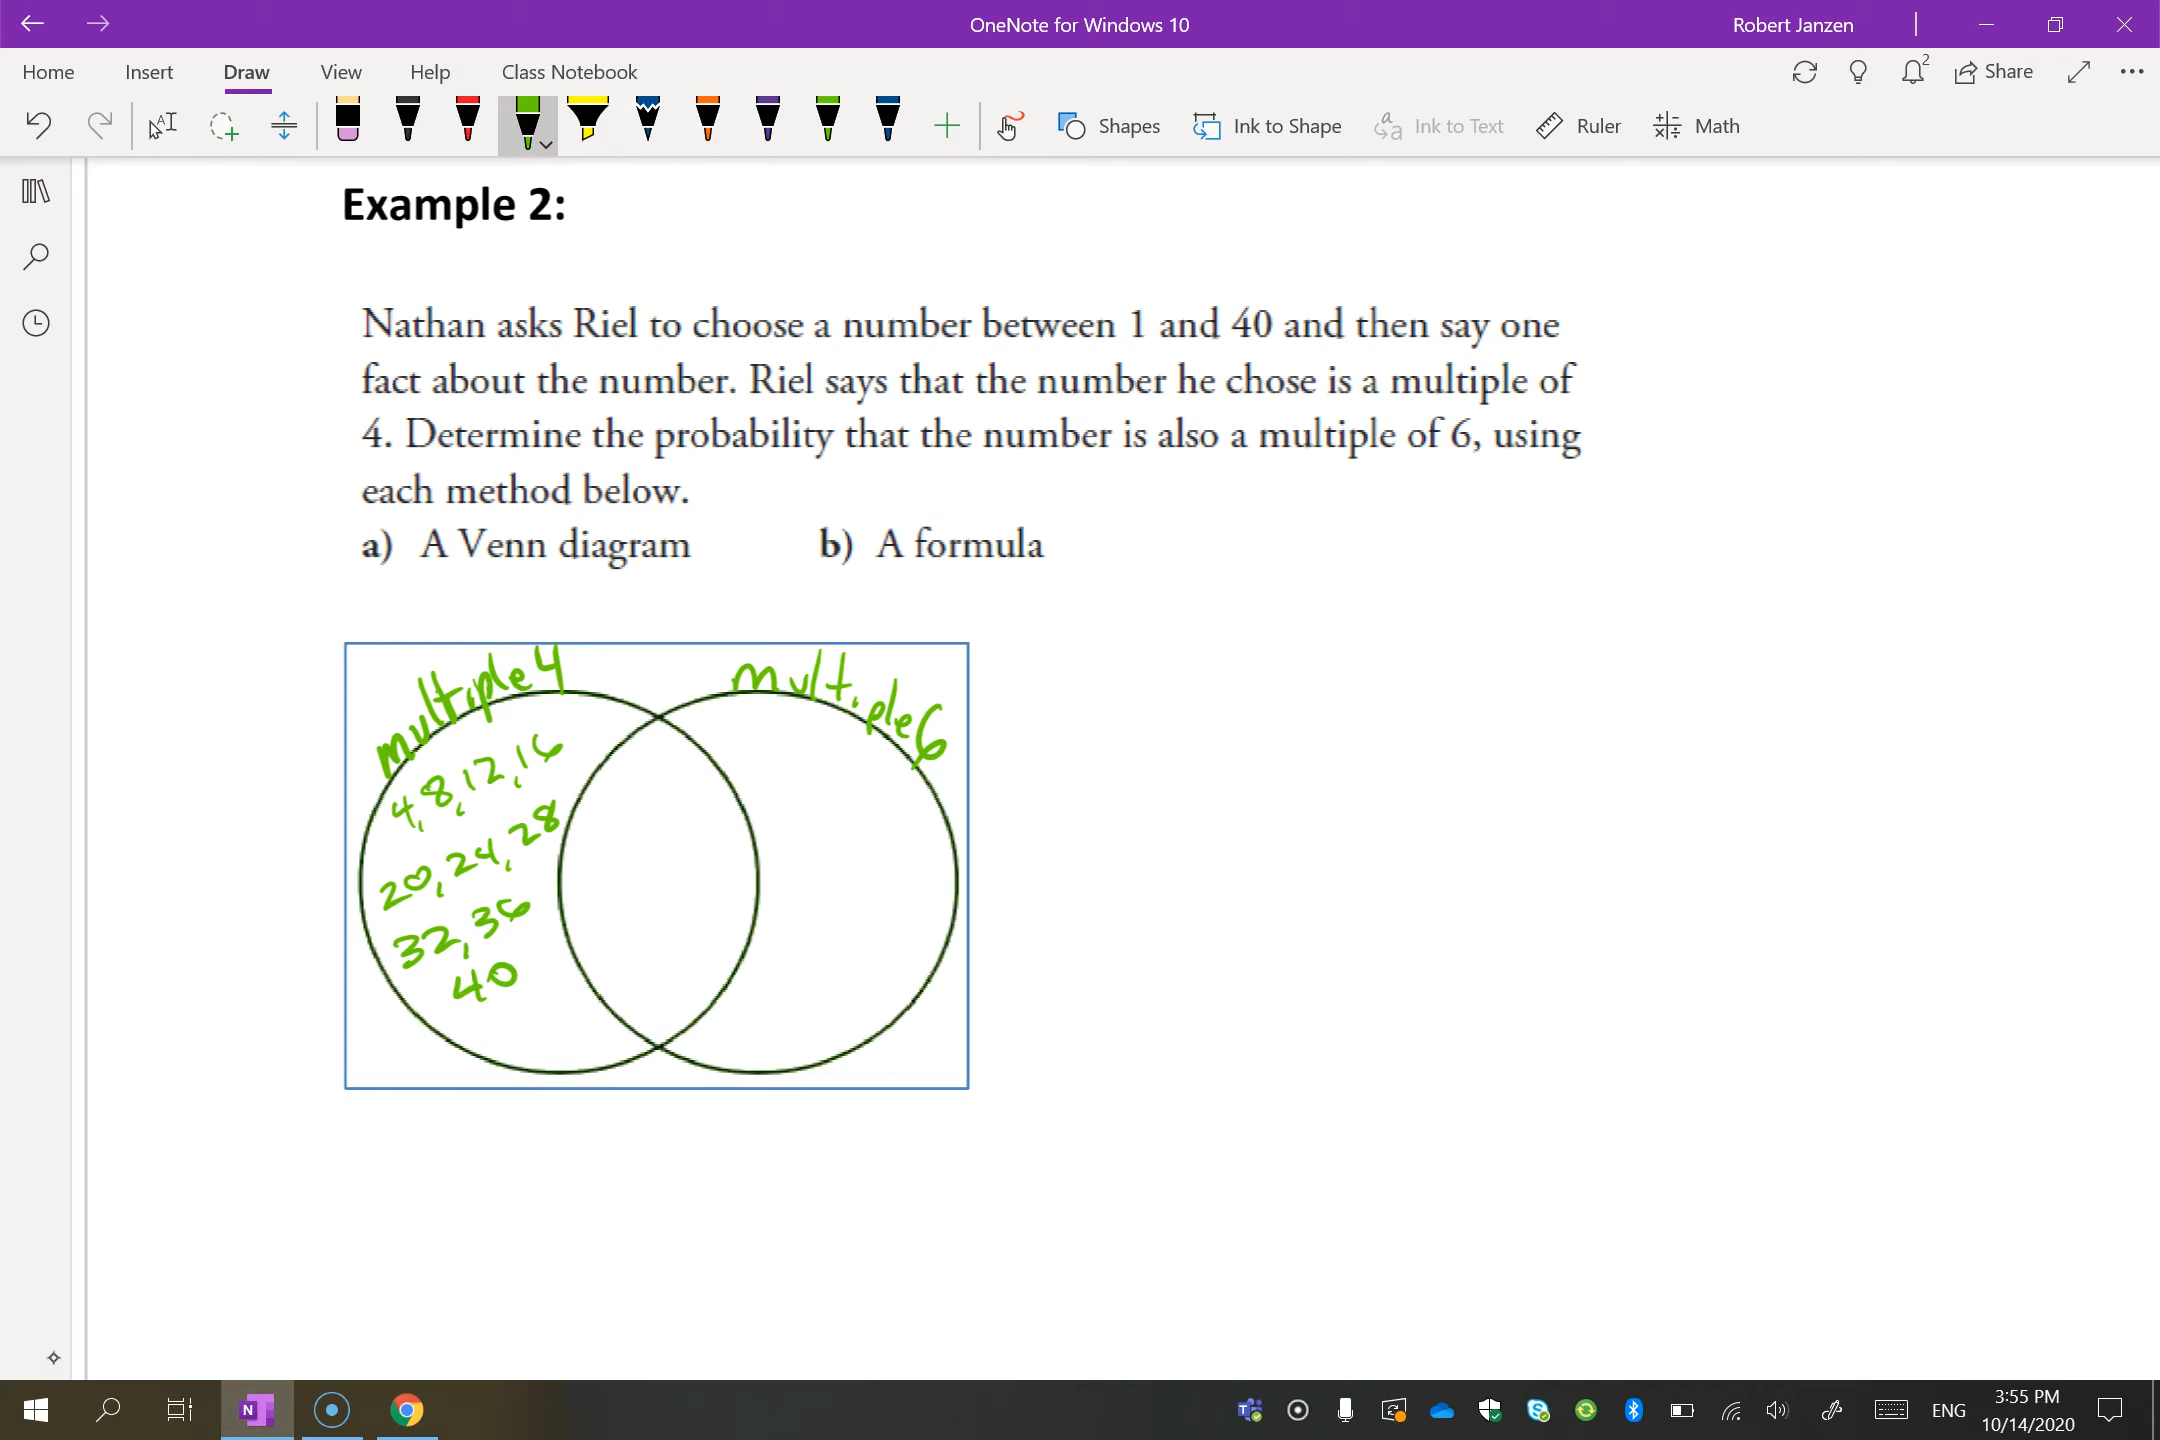 OneNote for Windows 10
Robert Janzen
Home Insert Draw View Help Class Notebook
2 Share
Shapes Ink to Shape Ink to Text Ruler Math
Example 2:
Nathan asks Riel to choose a number between 1 and 40 and then say one
fact about the number. Riel says that the number he chose is a multiple of
4. Determine the probability that the number is also a multiple of 6, using
each method below.
a) A Venn diagram b) A formula
multiple 4
multiple 6
4, 8, 12, 16
20, 24, 28
32, 36
40
ENG
3:55 PM
10/14/2020